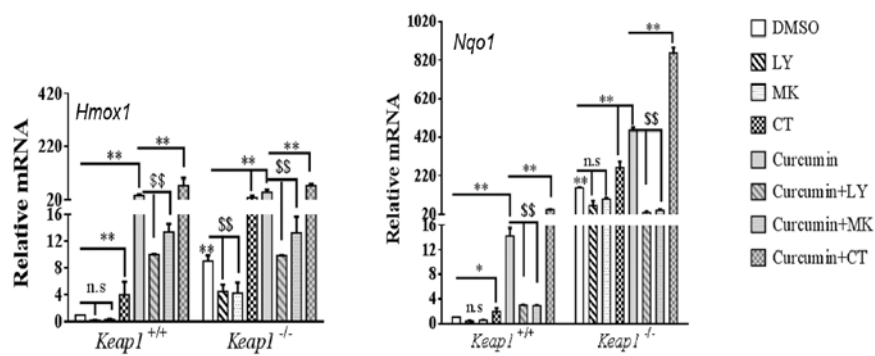 Hmox1
Relative mRNA
420
220
20
16
12
8
4
0
**
**
$$
**
n.s
**
**
$$
**
**
$$
Keap1 +/+
Keap1 -/-
Nqo1
Relative mRNA
1020
820
620
420
220
20
16
12
8
4
0
**
**
$$
*
n.s
**
**
n.s
**
$$
Keap1 +/+
Keap1 -/-
DMSO
LY
MK
CT
Curcumin
Curcumin+LY
Curcumin+MK
Curcumin+CT